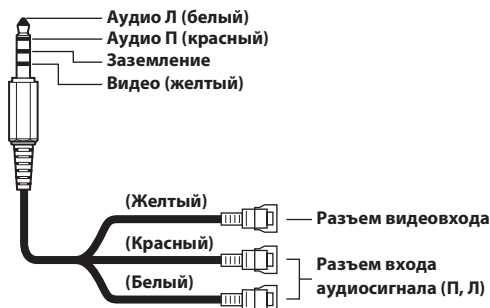 Аудио Л (белый)
Аудио П (красный)
Заземление
Видео (желтый)
(Желтый)
Разъем видеовхода
(Красный)
Разъем входа
аудиосигнала (П, Л)
(Белый)